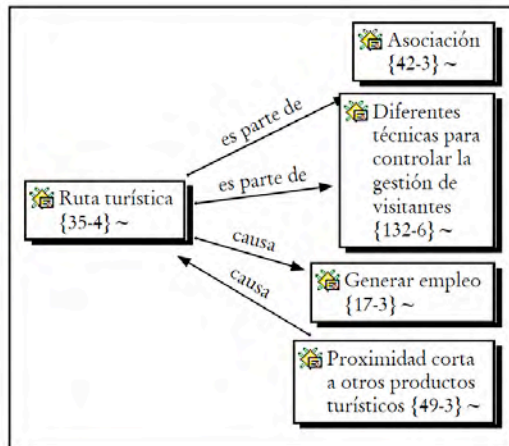 Asociación
{42-3} ~
es parte de
Diferentes
técnicas para
controlar la
gestión de
visitantes
{132-6} ~
es parte de
Ruta turística
{35-4} ~
causa
Generar empleo
{17-3} ~
causa
Proximidad corta
a otros productos
turísticos {49-3} ~